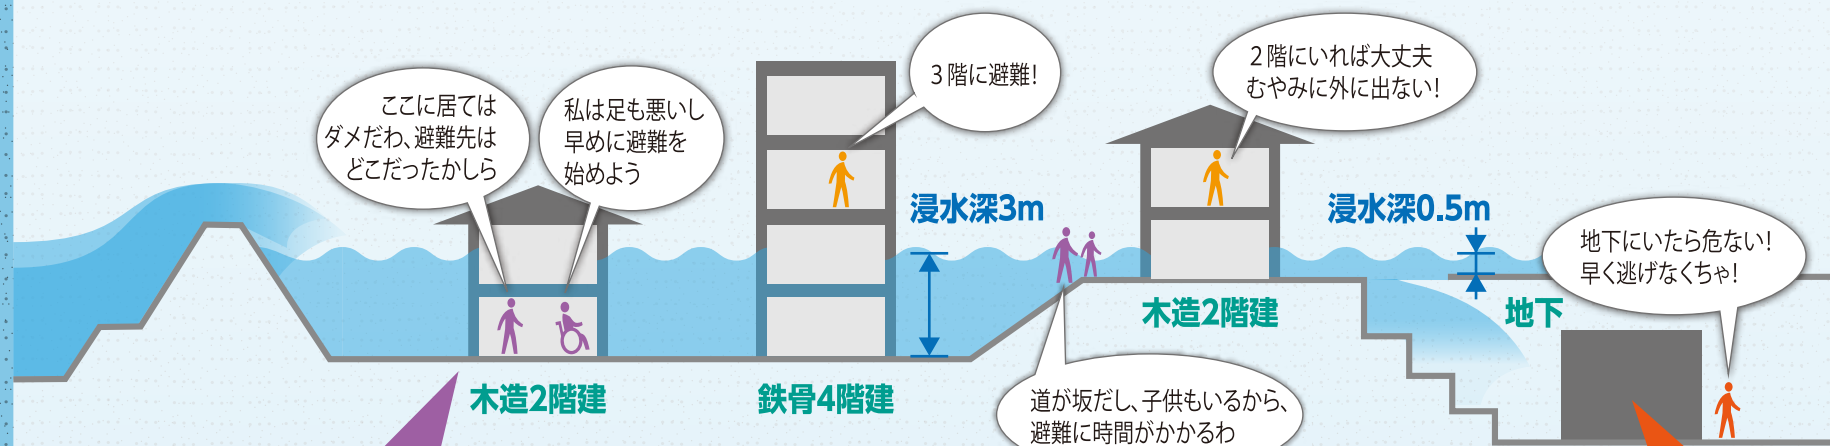 ここに居ては
ダメだわ、避難先は
どこだったかしら
私は足も悪いし
早めに避難を
始めよう
3階に避難!
2階にいれば大丈夫
むやみに外に出ない!
浸水深3m
浸水深0.5m
地下にいたら危ない!
早く逃げなくちゃ!
木造2階建
地下
木造2階建
鉄骨4階建
道が坂だし、子供もいるから、
避難に時間がかかるわ